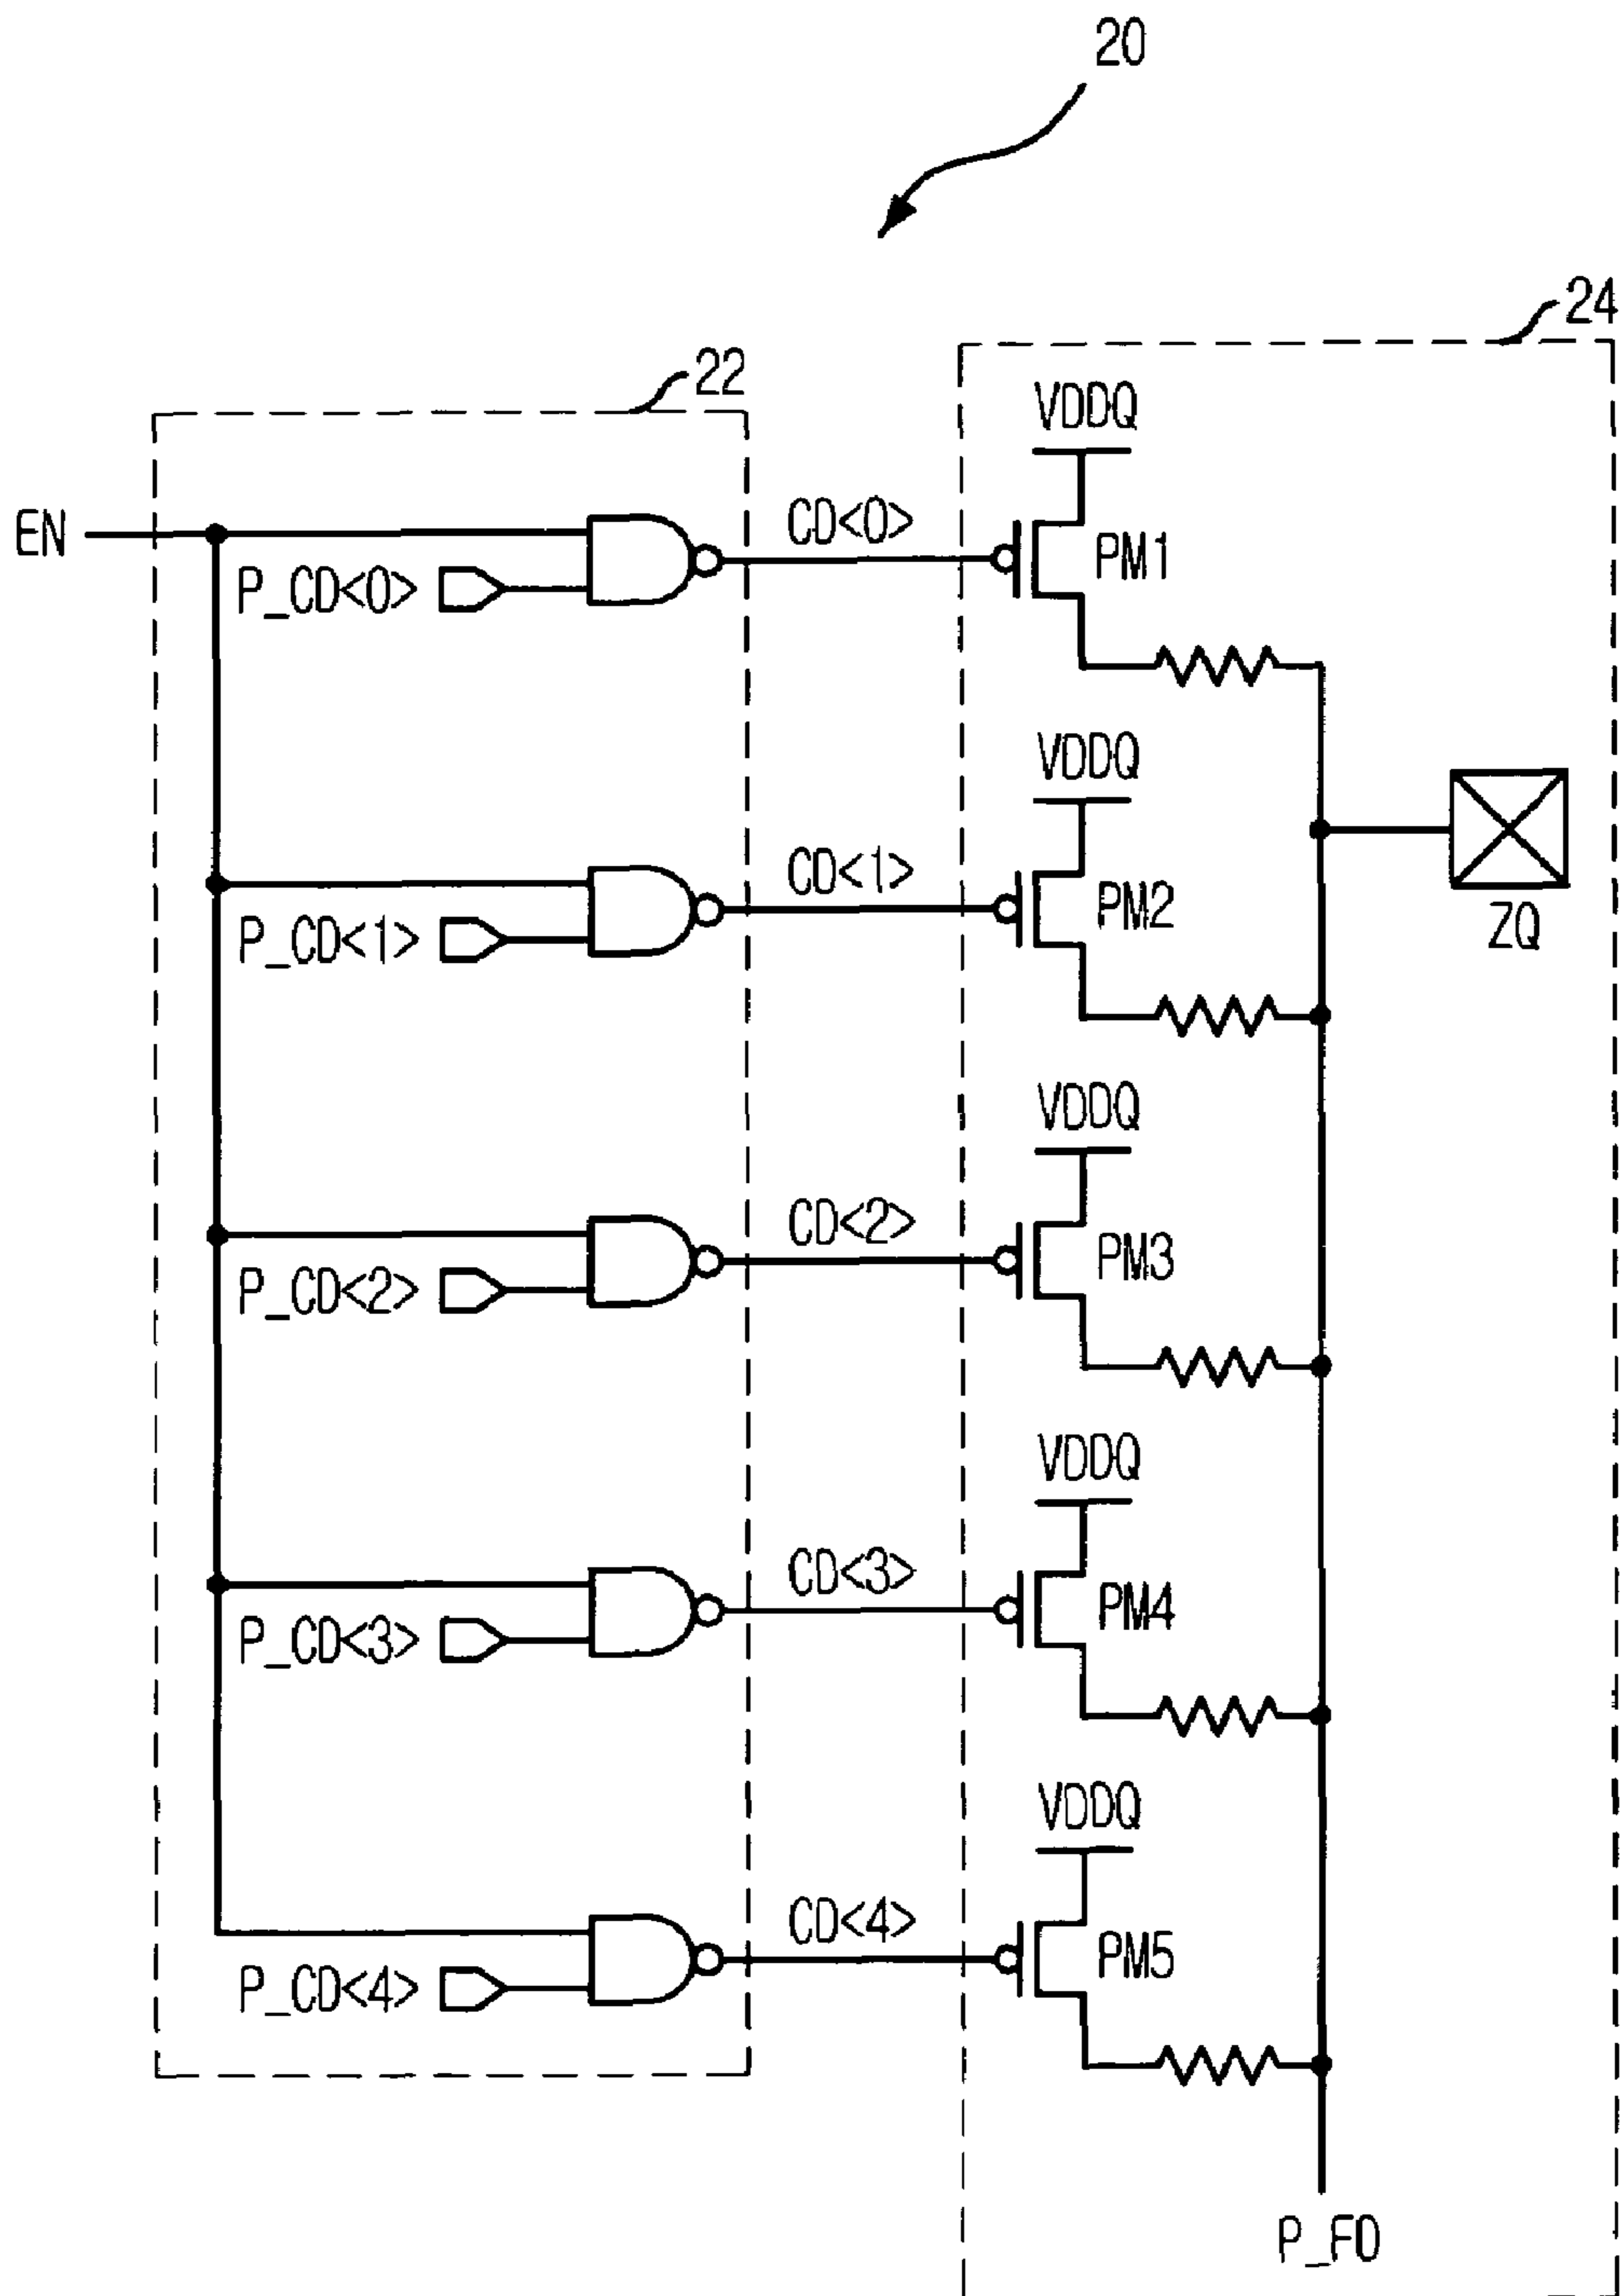 20
24
22
VDDQ
EN
P_CD<0>
CD<0>
PM1
VDDQ
P_CD<1>
CD<1>
PM2
ZQ
VDDQ
P_CD<2>
CD<2>
PM3
VDDQ
P_CD<3>
CD<3>
PM4
VDDQ
P_CD<4>
CD<4>
PM5
P_FD